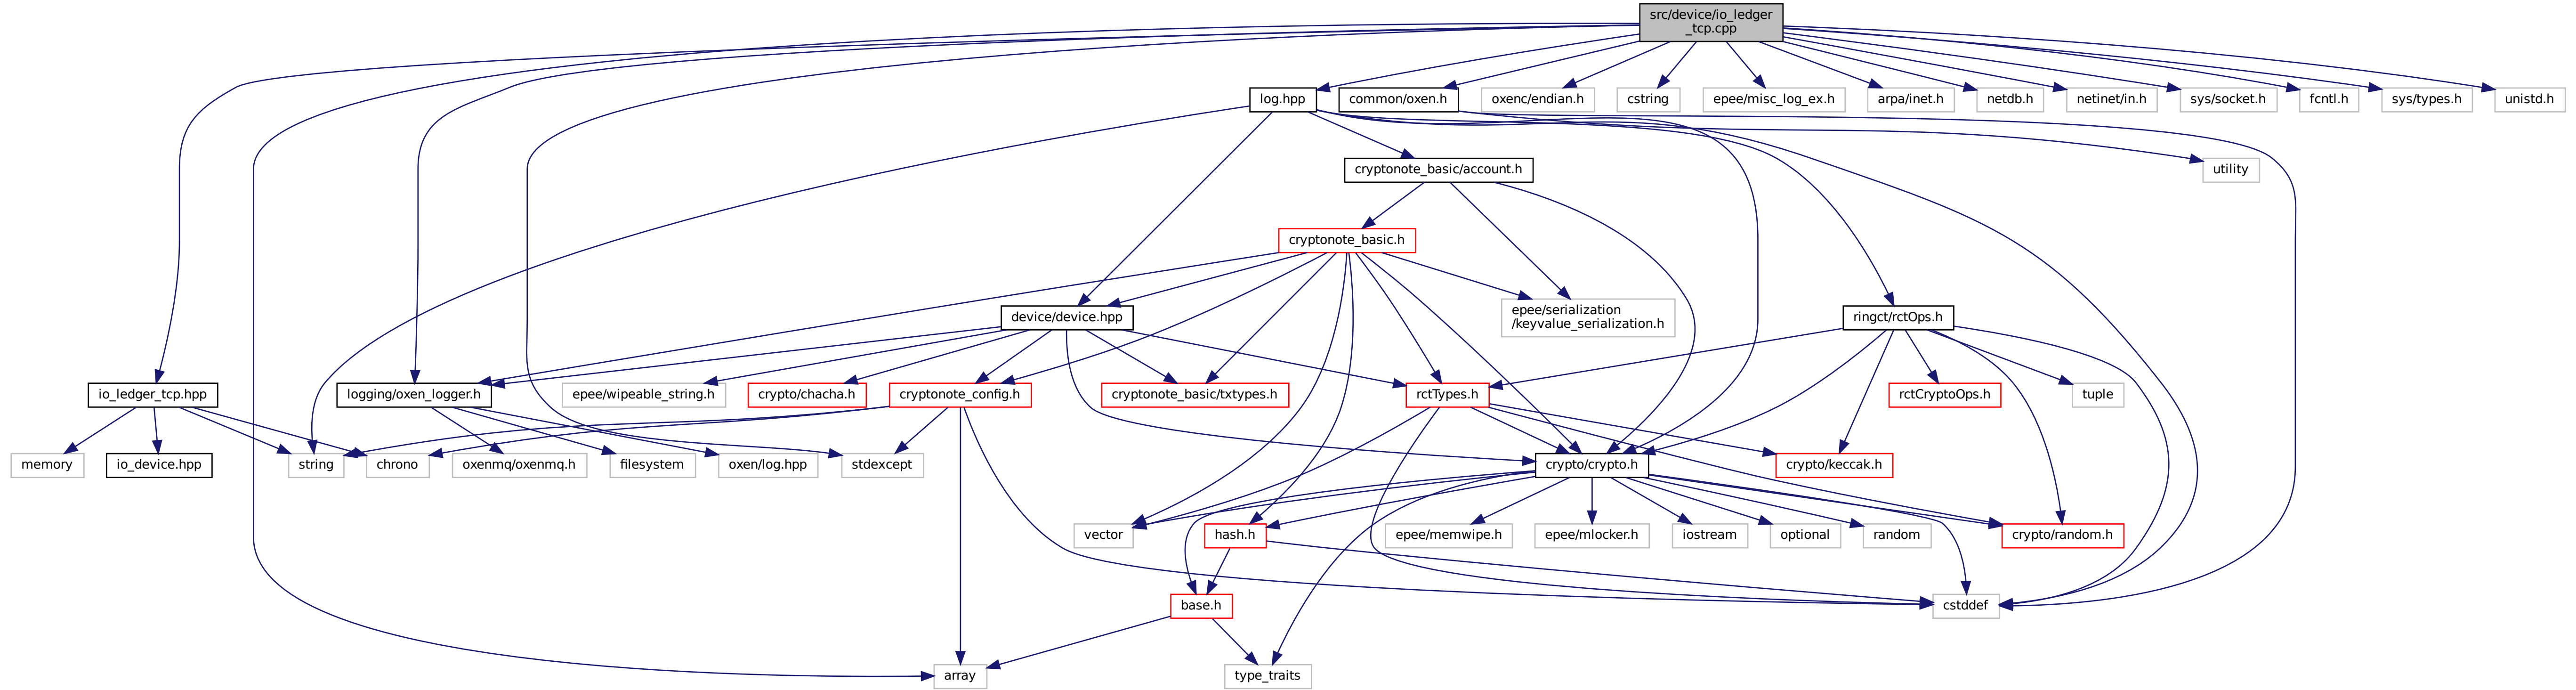 src/device/io_ledger
_tcp.cpp
log.hpp
common/oxen.h
oxenc/endian.h
cstring
epee/misc_log_ex.h
arpa/inet.h
netdb.h
netinet/in.h
sys/socket.h
fcntl.h
sys/types.h
unistd.h
cryptonote_basic/account.h
utility
cryptonote_basic.h
device/device.hpp
epee/serialization
/keyvalue_serialization.h
ringct/rctOps.h
io_ledger_tcp.hpp
logging/oxen_logger.h
epee/wipeable_string.h
crypto/chacha.h
cryptonote_config.h
cryptonote_basic/txtypes.h
rctTypes.h
rctCryptoOps.h
tuple
memory
io_device.hpp
string
chrono
oxenmq/oxenmq.h
filesystem
oxen/log.hpp
stdexcept
crypto/crypto.h
crypto/keccak.h
vector
hash.h
epee/memwipe.h
epee/mlocker.h
iostream
optional
random
crypto/random.h
base.h
cstddef
array
type_traits